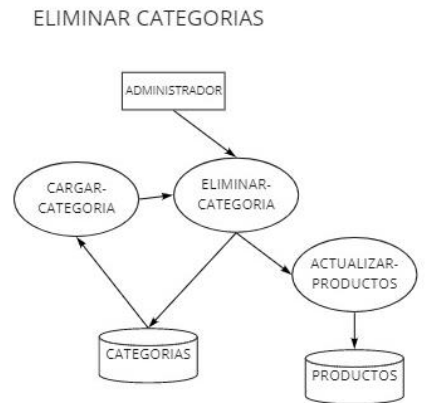 ELIMINAR CATEGORIAS
ADMINISTRADOR
CARGAR-
CATEGORIA
ELIMINAR-
CATEGORIA
ACTUALIZAR-
PRODUCTOS
CATEGORIAS
PRODUCTOS